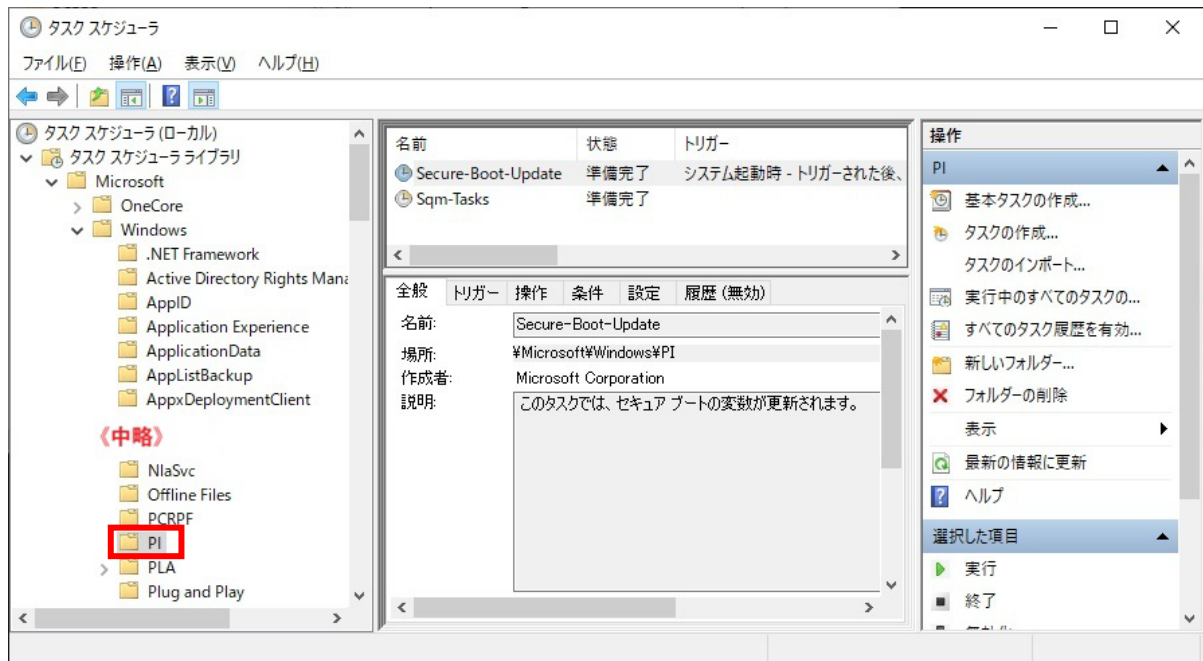 タスク スケジューラ
ファイル(F) 操作(A) 表示(V) ヘルプ(H)
タスク スケジューラ (ローカル)
タスク スケジューラ ライブラリ
Microsoft
OneCore
Windows
.NET Framework
Active Directory Rights Mana
AppID
Application Experience
ApplicationData
AppListBackup
AppxDeploymentClient
《中略》
NlaSvc
Offline Files
PCRPF
PI
PLA
Plug and Play
名前 状態 トリガー
Secure-Boot-Update 準備完了 システム起動時 - トリガーされた後、
Sqm-Tasks 準備完了
全般 トリガー 操作 条件 設定 履歴 (無効)
名前: Secure-Boot-Update
場所: ¥Microsoft¥Windows¥PI
作成者: Microsoft Corporation
説明: このタスクでは、セキュア ブートの変数が更新されます。
操作
PI
基本タスクの作成...
タスクの作成...
タスクのインポート...
実行中のすべてのタスクの...
すべてのタスク履歴を有効...
新しいフォルダー...
フォルダーの削除
表示
最新の情報に更新
ヘルプ
選択した項目
実行
終了